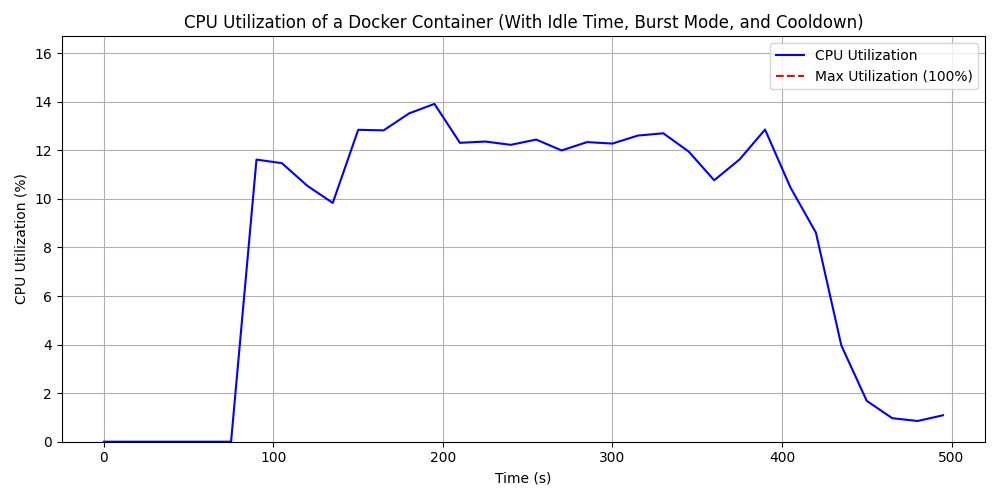 CPU Utilization of a Docker Container (With Idle Time, Burst Mode, and Cooldown)
CPU Utilization
Max Utilization (100%)
CPU Utilization (%)
16
14
12
10
8
6
4
2
0
0 100 200 300 400 500
Time (s)